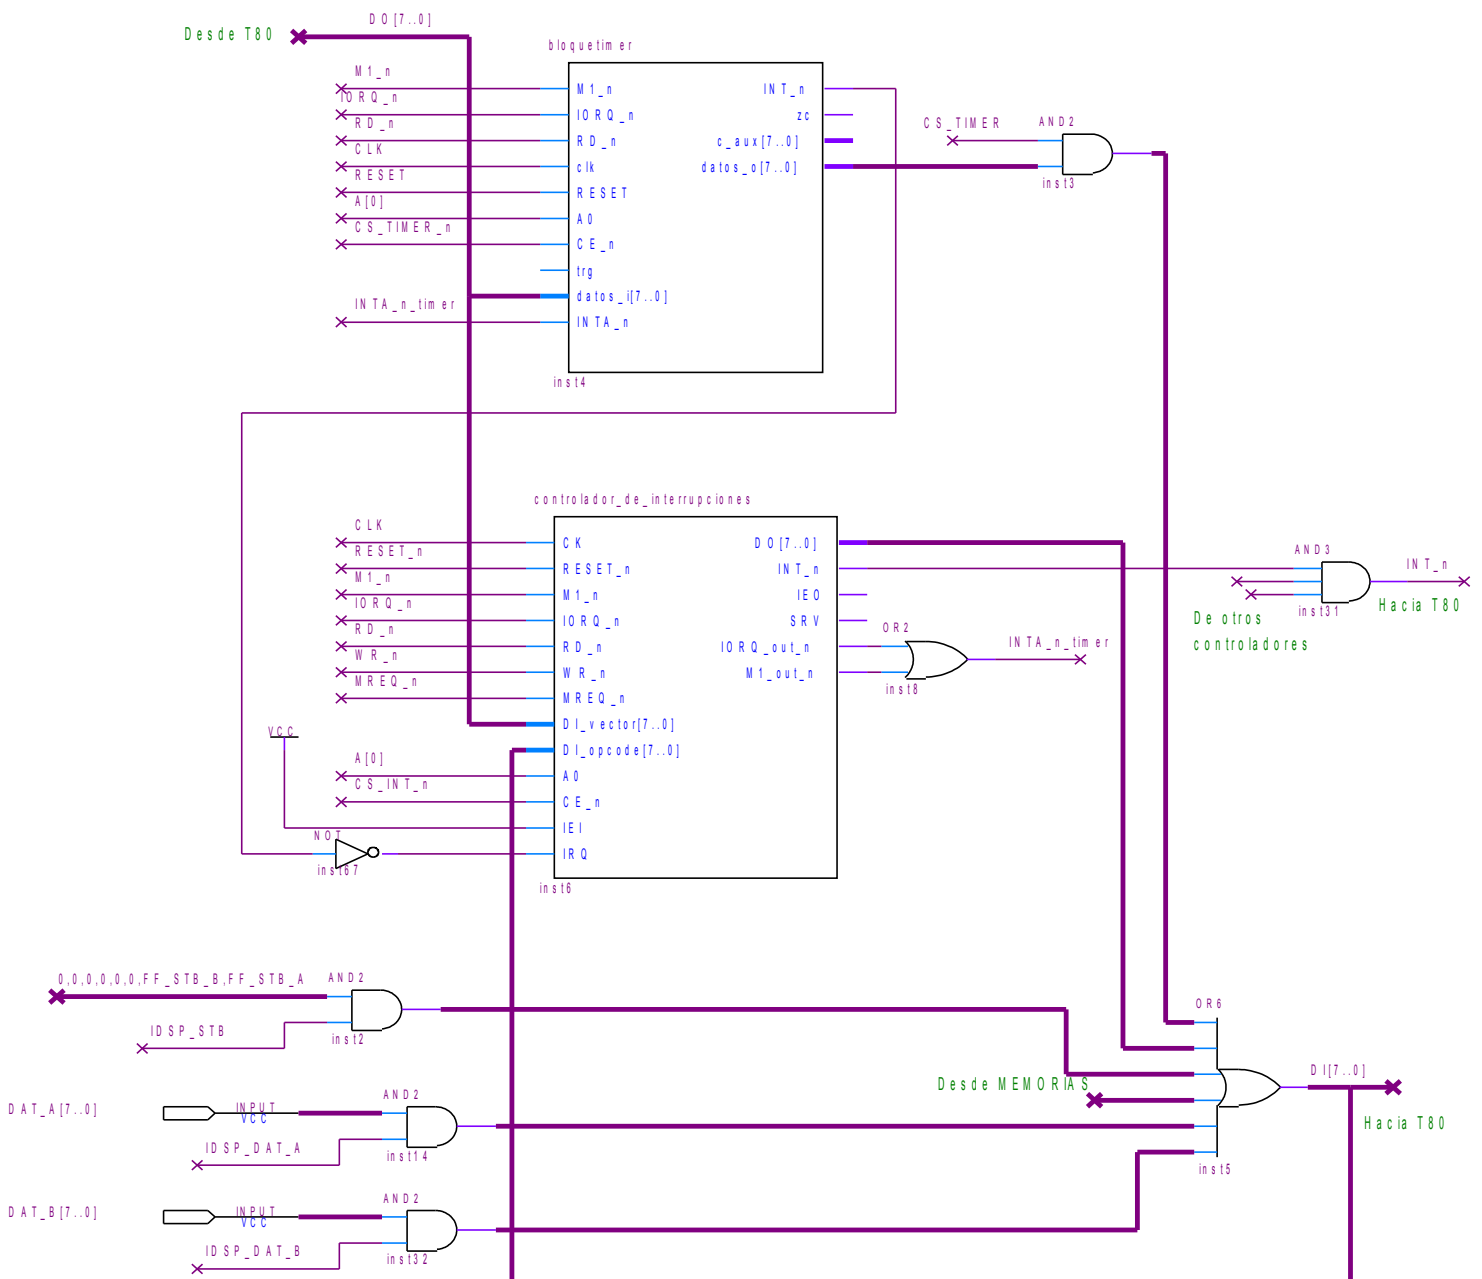 DO[7..0]
Desde T80
bloquetimer
M1_n
IORQ_n
RD_n
CLK
RESET
A[0]
CS_TIMER_n
INTA_n_timer
M1_n
IORQ_n
RD_n
clk
RESET
A0
CE_n
trg
datos_i[7..0]
INTA_n
INT_n
zc
c_aux[7..0]
datos_o[7..0]
inst4
CS_TIMER
AND2
inst3
controlador_de_interrupciones
CLK
RESET_n
M1_n
IORQ_n
RD_n
WR_n
MREQ_n
VCC
A[0]
CS_INT_n
NOT
inst67
CK
RESET_n
M1_n
IORQ_n
RD_n
WR_n
MREQ_n
DI_vector[7..0]
DI_opcode[7..0]
A0
CE_n
IEI
IRQ
DO[7..0]
INT_n
IEO
SRV
IORQ_out_n
M1_out_n
inst6
OR2
inst8
INTA_n_timer
AND3
inst31
INT_n
Hacia T80
De otros
controladores
0,0,0,0,0,0,FF_STB_B,FF_STB_A
AND2
IDSP_STB
inst2
OR6
Desde MEMORIAS
DI[7..0]
Hacia T80
inst5
DAT_A[7..0]
INPUT
VCC
AND2
IDSP_DAT_A
inst14
DAT_B[7..0]
INPUT
VCC
AND2
IDSP_DAT_B
inst32